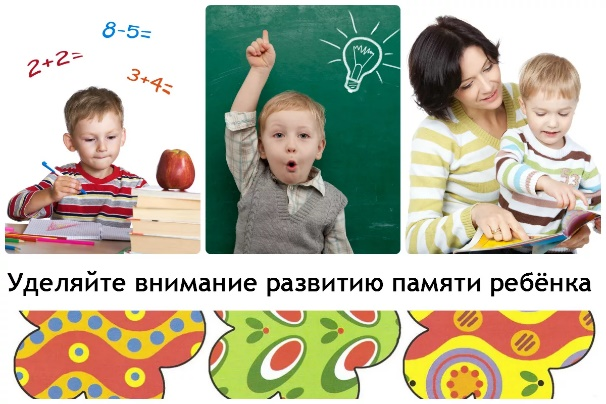 8-5=
2+2=
3+4=
Уделяйте внимание развитию памяти ребёнка